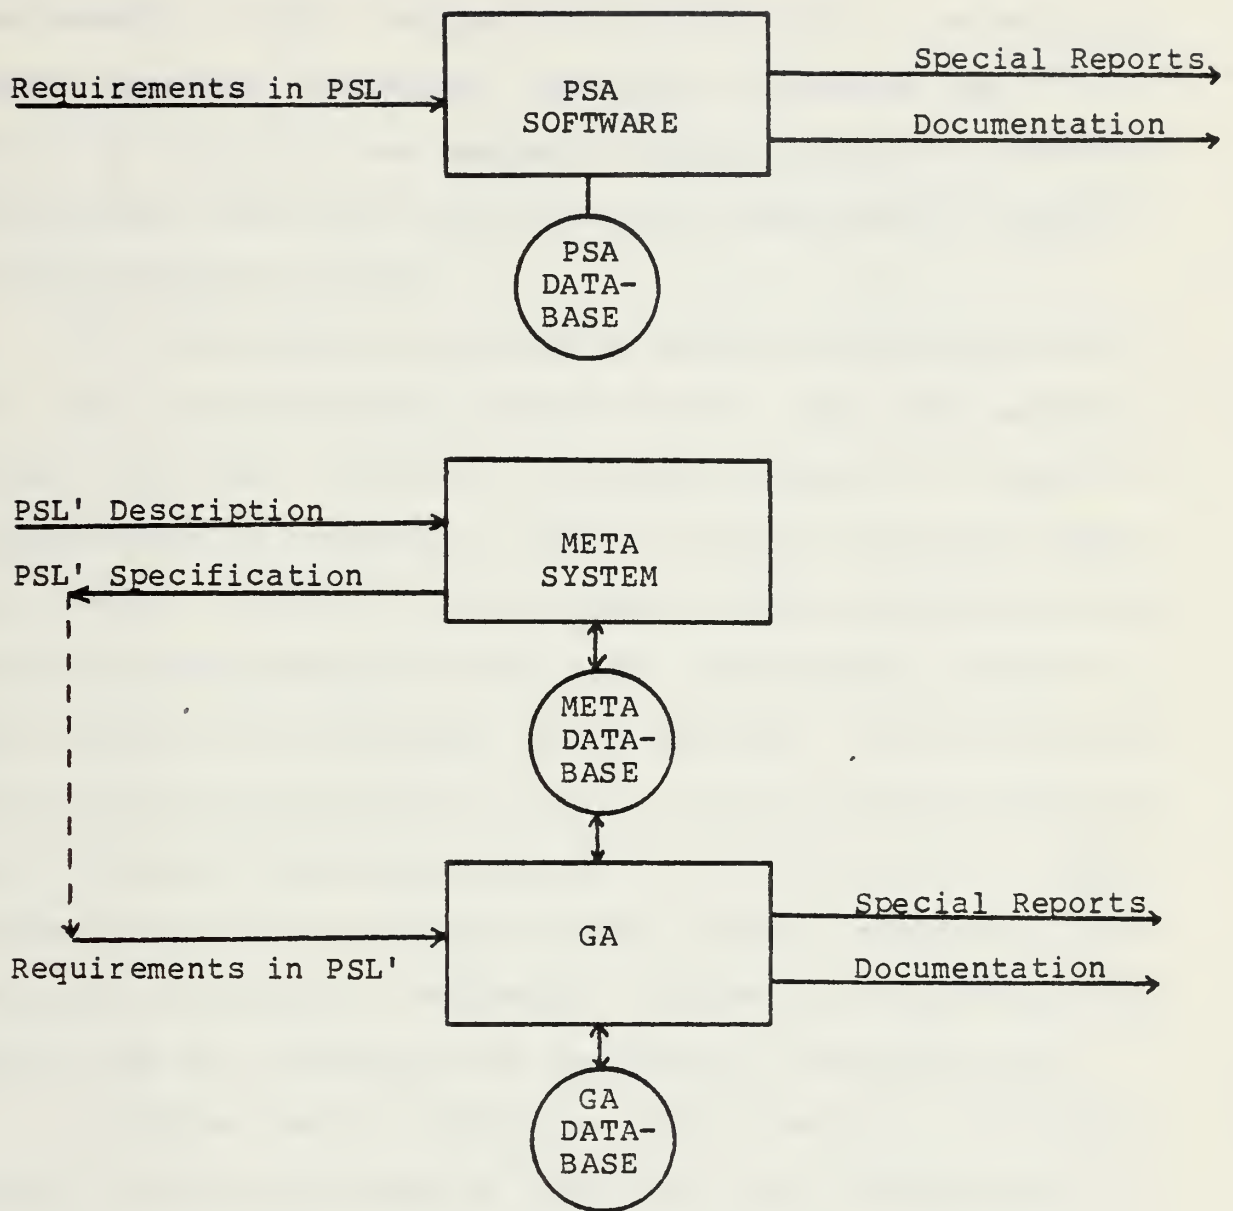 Requirements in PSL
PSA
SOFTWARE
Special Reports
Documentation
PSA
DATA-
BASE
PSL' Description
PSL' Specification
META
SYSTEM
META
DATA-
BASE
Requirements in PSL'
GA
Special Reports
Documentation
GA
DATA-
BASE